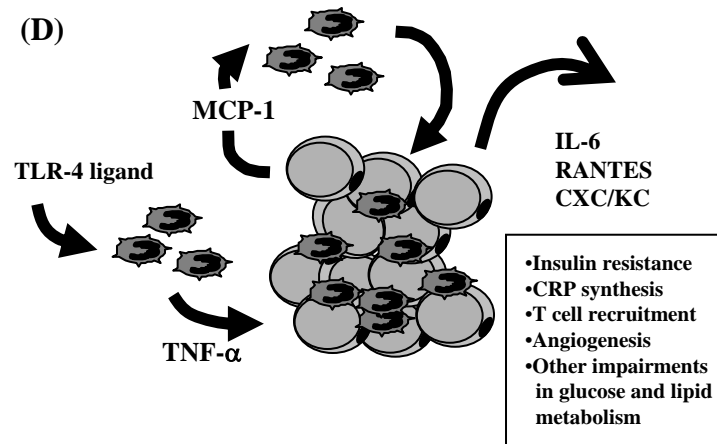 (D)
MCP-1
TLR-4 ligand
TNF-α
IL-6
RANTES
CXC/KC
•Insulin resistance
•CRP synthesis
•T cell recruitment
•Angiogenesis
•Other impairments
in glucose and lipid
metabolism